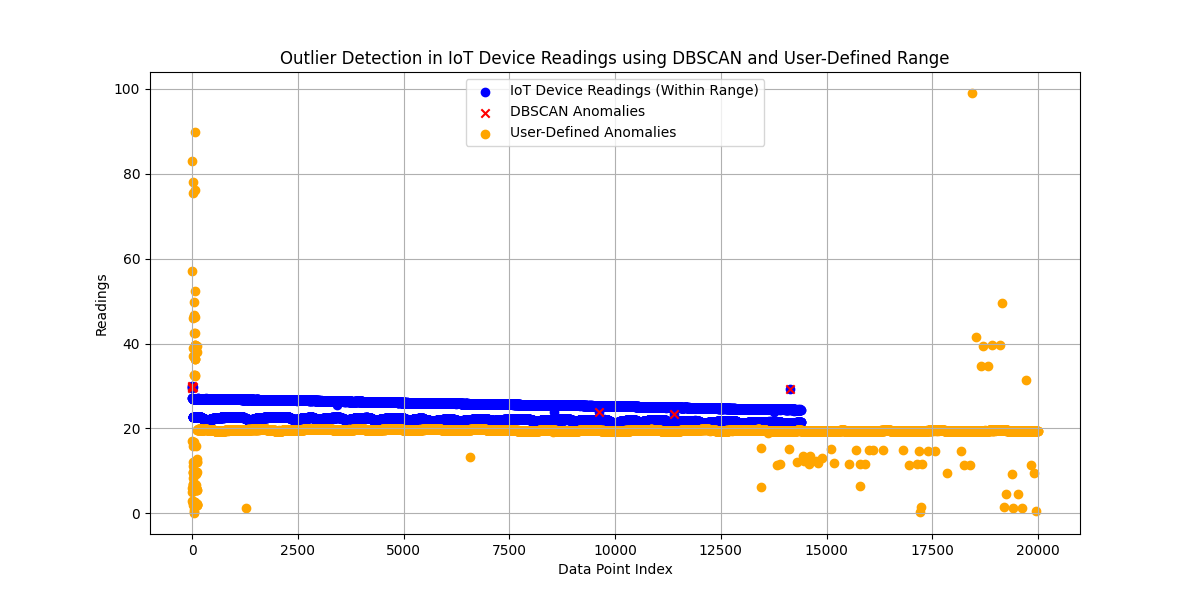 Outlier Detection in IoT Device Readings using DBSCAN and User-Defined Range
IoT Device Readings (Within Range)
DBSCAN Anomalies
User-Defined Anomalies
100
80
60
40
20
0
Readings
0 2500 5000 7500 10000 12500 15000 17500 20000
Data Point Index